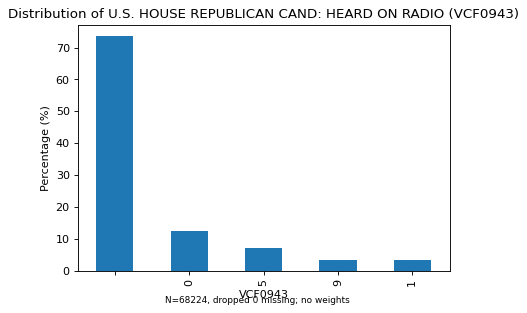 Distribution of U.S. HOUSE REPUBLICAN CAND: HEARD ON RADIO (VCF0943)
Percentage (%)
70
60
50
40
30
20
10
0
0 5 9 1
VCF0943
N=68224, dropped 0 missing; no weights